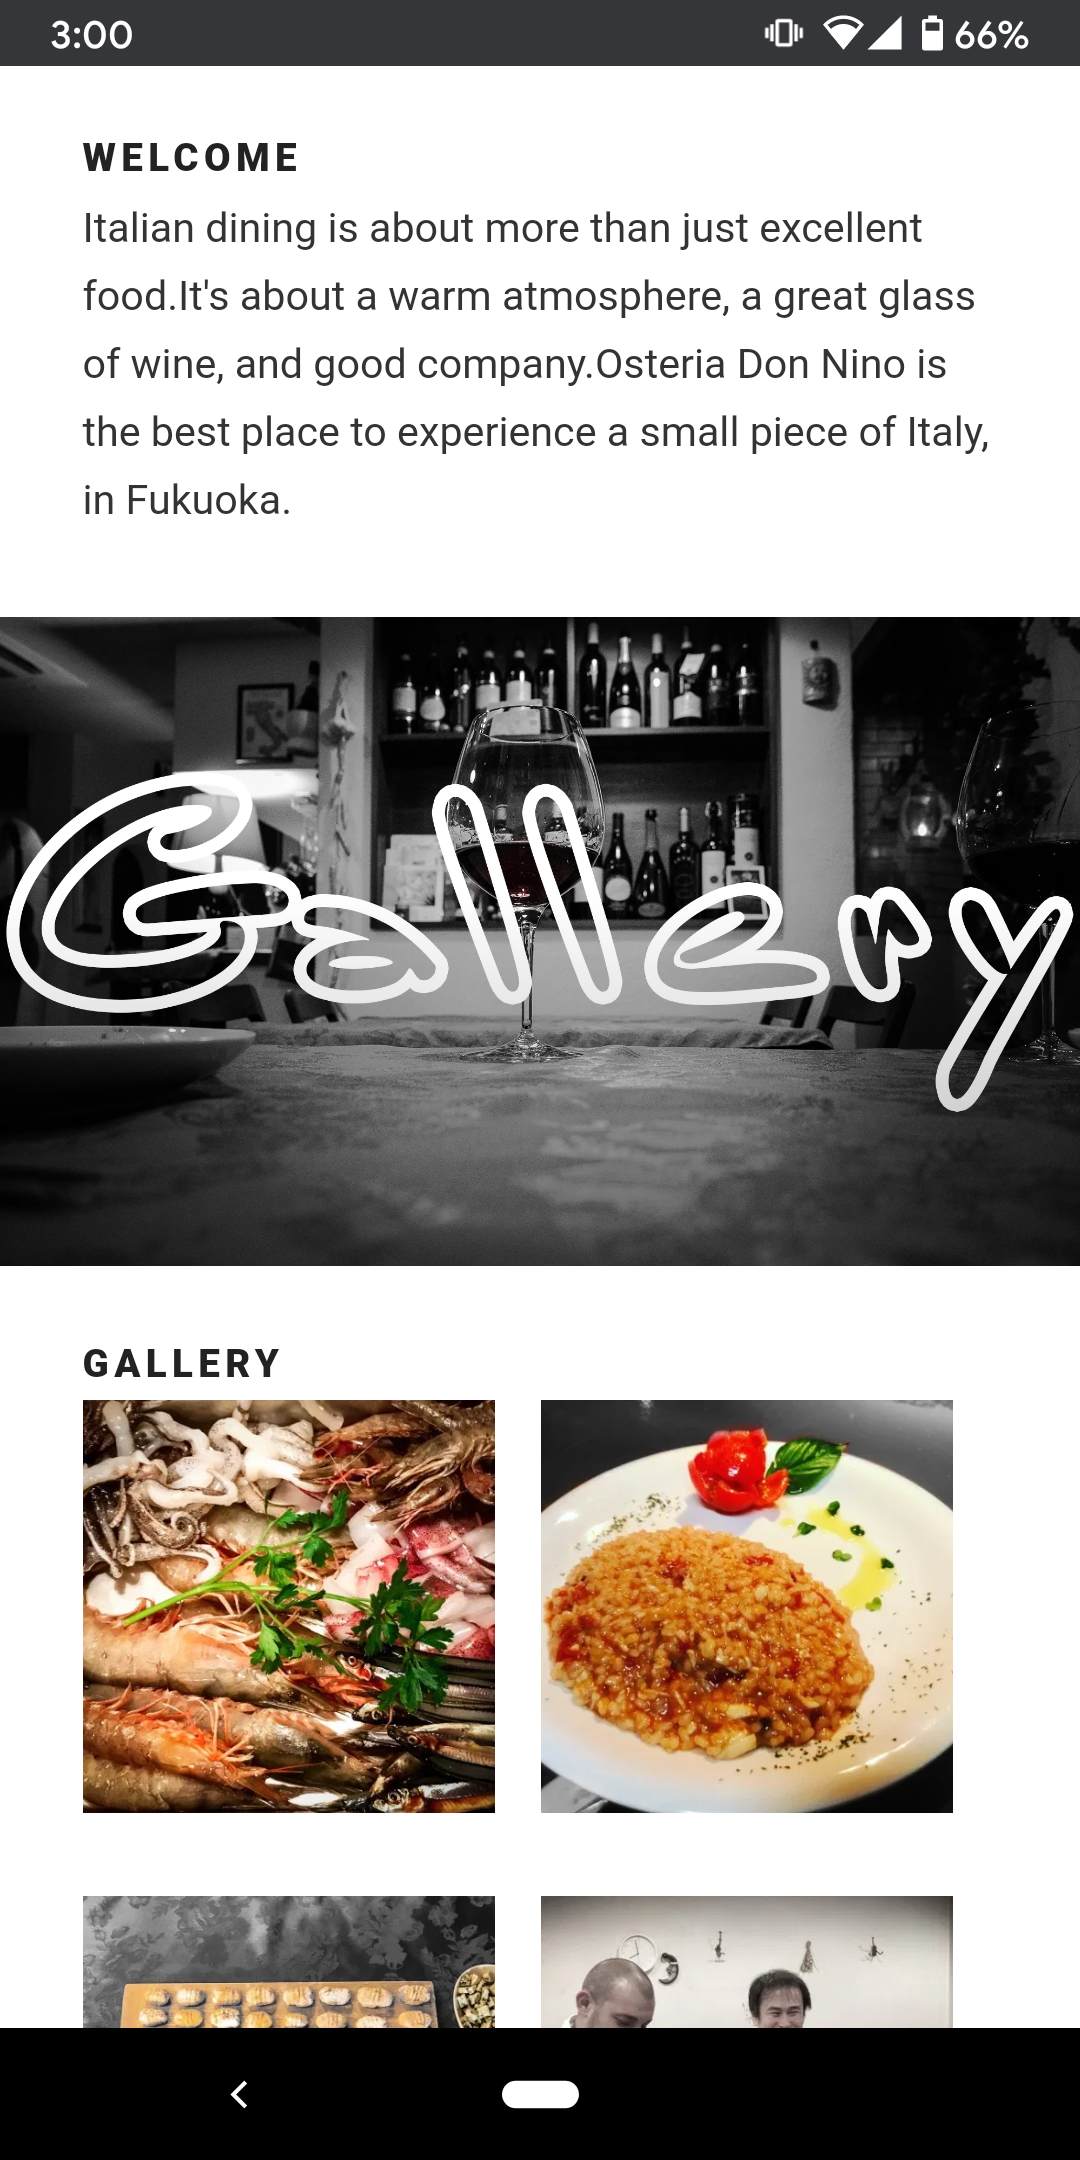 3:00
66%
WELCOME
Italian dining is about more than just excellent
food.It's about a warm atmosphere, a great glass
of wine, and good company.Osteria Don Nino is
the best place to experience a small piece of Italy,
in Fukuoka.
Gallery
GALLERY